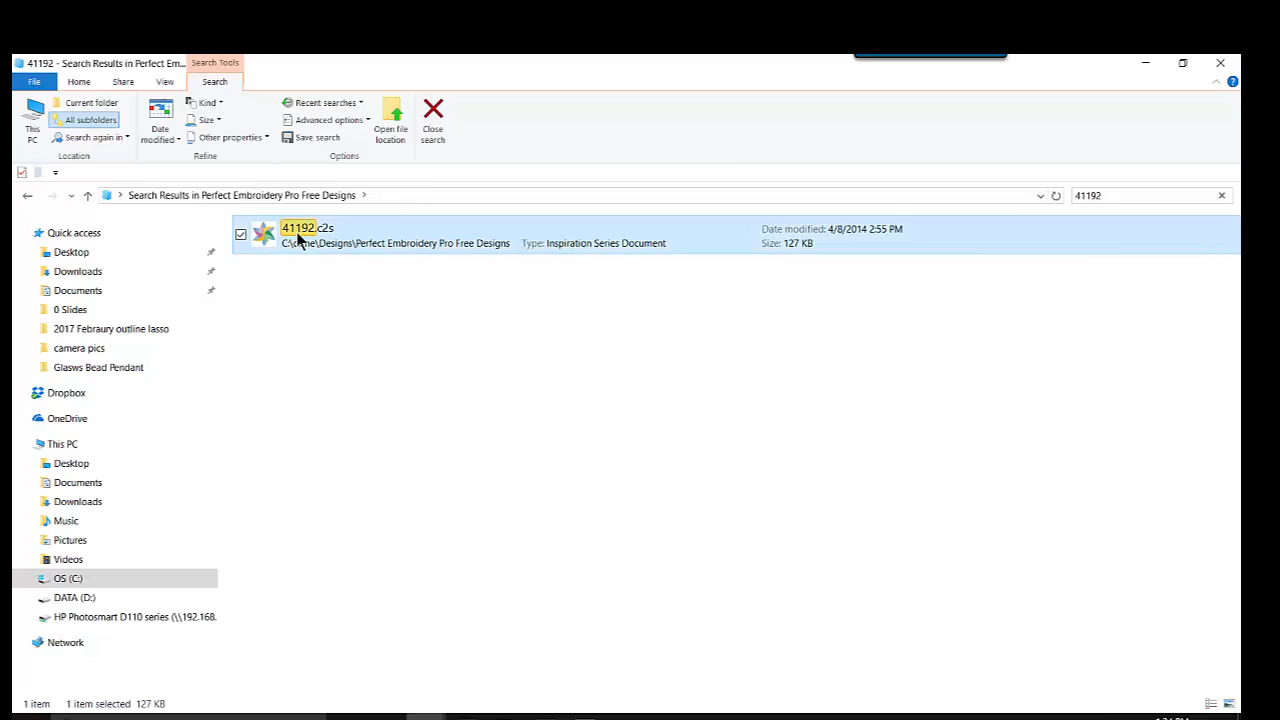 41192 - Search Results in Perfect Em...
Search Tools
File
Home
Share
View
Search
This PC
Current folder
All subfolders
Search again in
Location
Date modified
Kind
Size
Other properties
Refine
Recent searches
Advanced options
Save search
Options
Open file location
Close search
Search Results in Perfect Embroidery Pro Free Designs
41192
41192.c2s
Designs\Perfect Embroidery Pro Free Designs
Type: Inspiration Series Document
Date modified: 4/8/2014 2:55 PM
Size: 127 KB
Quick access
Desktop
Downloads
Documents
0 Slides
2017 Febraury outline lasso
camera pics
Glasws Bead Pendant
Dropbox
OneDrive
This PC
Desktop
Documents
Downloads
Music
Pictures
Videos
OS (C:)
DATA (D:)
HP Photosmart D110 series (\\192.168.
Network
1 item
1 item selected 127 KB